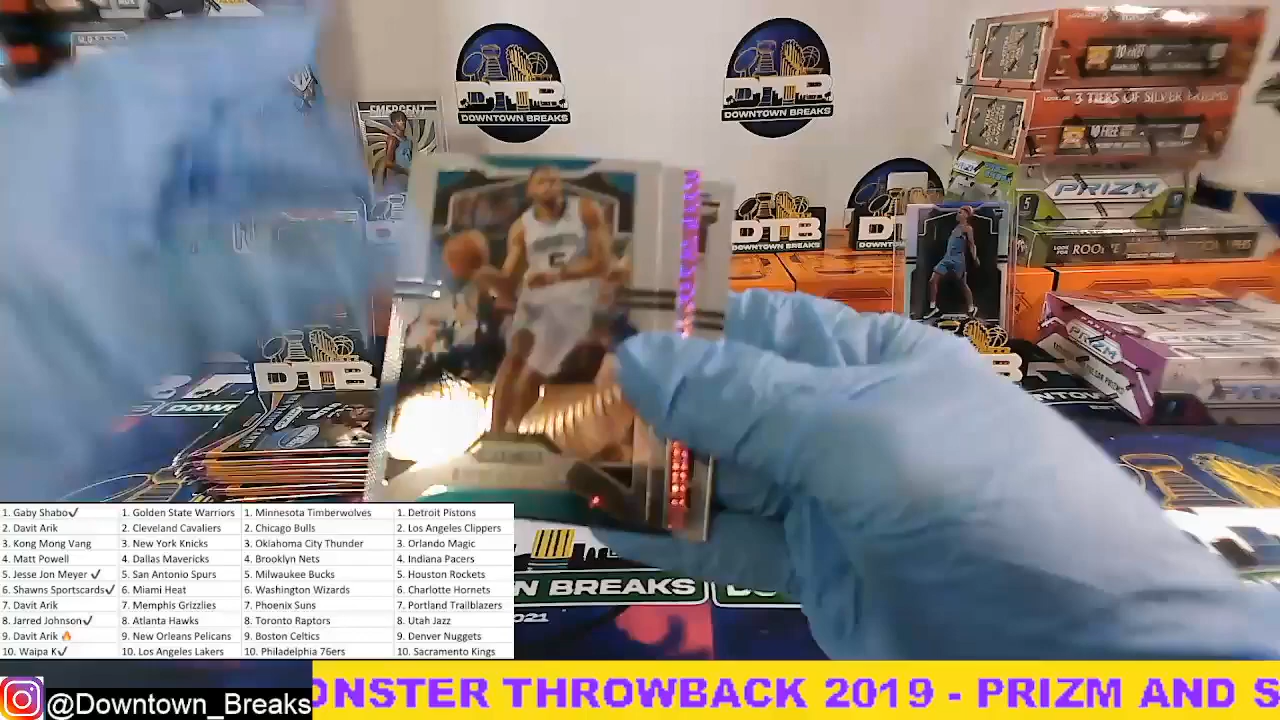 DTB
DOWNTOWN BREAKS
DTB
DOWNTOWN BREAKS
EMERGENT
3 TIERS OF SILVER PRIZMS
PRIZM
5
DTB
DOWNTOWN BREAKS
DTB
DTB
PRIZM
N BREAKS
2021
1. Gaby Shabo✓ 1. Golden State Warriors 1. Minnesota Timberwolves 1. Detroit Pistons
2. Davit Arik 2. Cleveland Cavaliers 2. Chicago Bulls 2. Los Angeles Clippers
3. Kong Mong Vang 3. New York Knicks 3. Oklahoma City Thunder 3. Orlando Magic
4. Matt Powell 4. Dallas Mavericks 4. Brooklyn Nets 4. Indiana Pacers
5. Jesse Jon Meyer ✓ 5. San Antonio Spurs 5. Milwaukee Bucks 5. Houston Rockets
6. Shawns Sportscards✓ 6. Miami Heat 6. Washington Wizards 6. Charlotte Hornets
7. Davit Arik 7. Memphis Grizzlies 7. Phoenix Suns 7. Portland Trailblazers
8. Jarred Johnson✓ 8. Atlanta Hawks 8. Toronto Raptors 8. Utah Jazz
9. Davit Arik 🔥 9. New Orleans Pelicans 9. Boston Celtics 9. Denver Nuggets
10. Waipa K✓ 10. Los Angeles Lakers 10. Philadelphia 76ers 10. Sacramento Kings
@Downtown_Breaks
ONSTER THROWBACK 2019 - PRIZM AND S